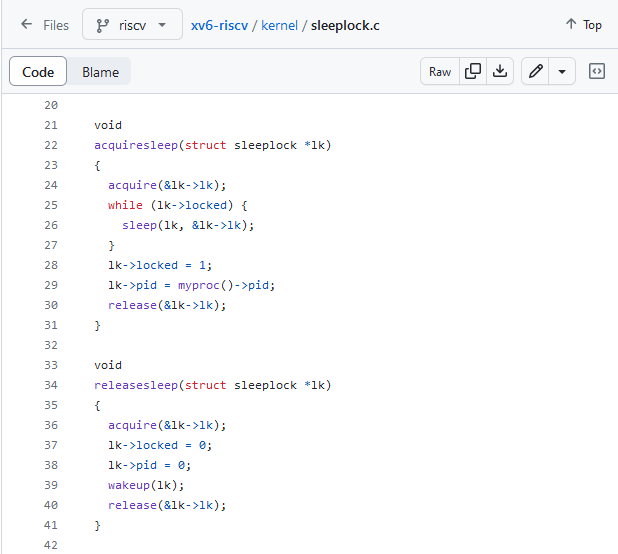 Files riscv xv6-riscv / kernel / sleeplock.c Top
Code Blame Raw
20
21 void
22 acquiresleep(struct sleeplock *lk)
23 {
24   acquire(&lk->lk);
25   while (lk->locked) {
26     sleep(lk, &lk->lk);
27   }
28   lk->locked = 1;
29   lk->pid = myproc()->pid;
30   release(&lk->lk);
31 }
32
33 void
34 releasesleep(struct sleeplock *lk)
35 {
36   acquire(&lk->lk);
37   lk->locked = 0;
38   lk->pid = 0;
39   wakeup(lk);
40   release(&lk->lk);
41 }
42